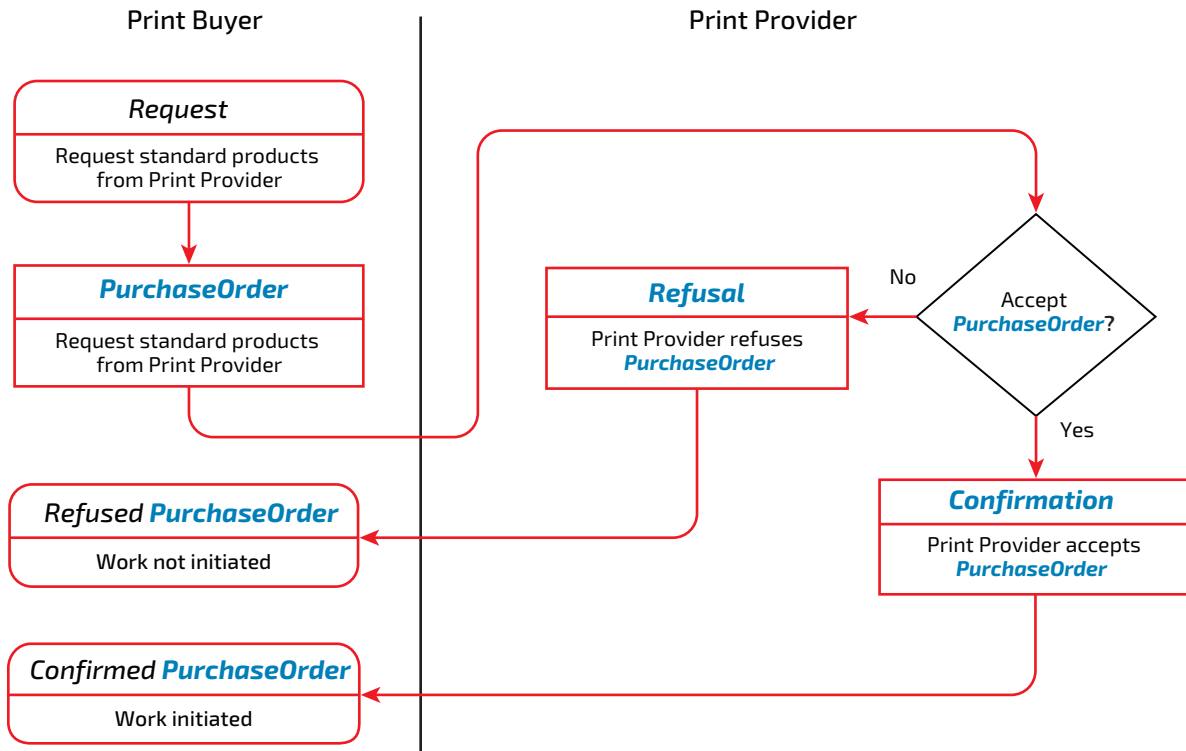 Print Buyer
Print Provider
Request
Request standard products
from Print Provider
PurchaseOrder
Request standard products
from Print Provider
Accept
PurchaseOrder?
No
Refusal
Print Provider refuses
PurchaseOrder
Yes
Confirmation
Print Provider accepts
PurchaseOrder
Refused PurchaseOrder
Work not initiated
Confirmed PurchaseOrder
Work initiated